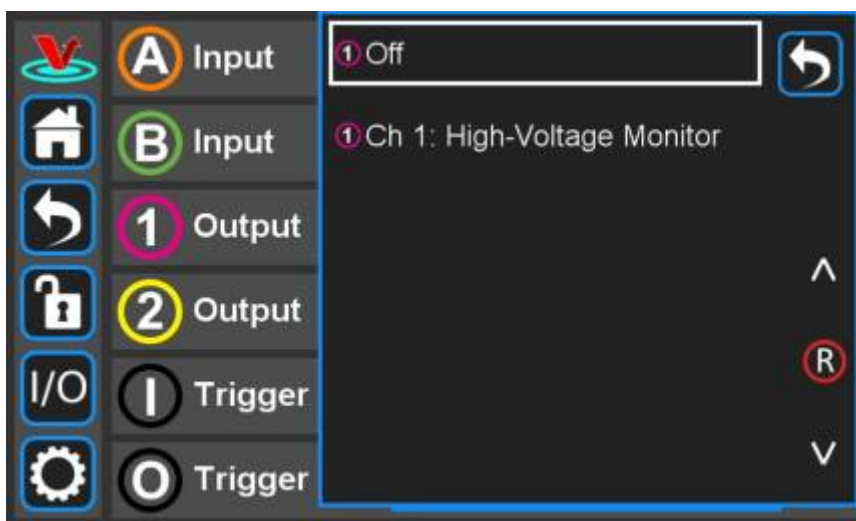 A Input
B Input
1 Output
2 Output
I/O
I Trigger
O Trigger
1 Off
1 Ch 1: High-Voltage Monitor
R